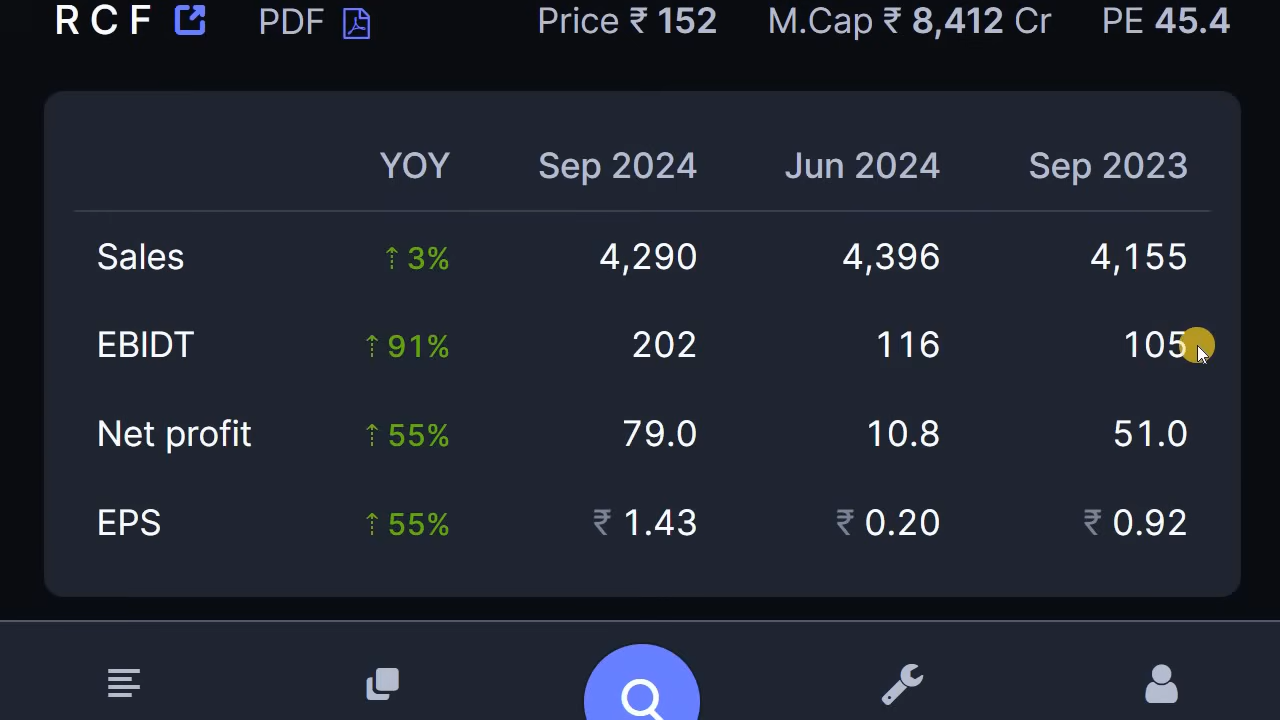 R C F PDF Price ₹ 152 M.Cap ₹ 8,412 Cr PE 45.4
YOY Sep 2024 Jun 2024 Sep 2023
Sales ⇡ 3% 4,290 4,396 4,155
EBIDT ⇡ 91% 202 116 105
Net profit ⇡ 55% 79.0 10.8 51.0
EPS ⇡ 55% ₹ 1.43 ₹ 0.20 ₹ 0.92